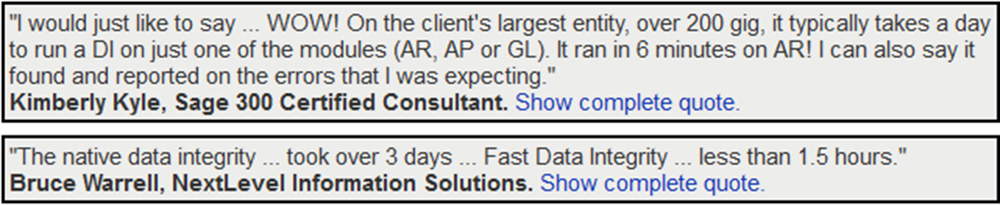 "I would just like to say ... WOW! On the client's largest entity, over 200 gig, it typically takes a day
to run a DI on just one of the modules (AR, AP or GL). It ran in 6 minutes on AR! I can also say it
found and reported on the errors that I was expecting."
Kimberly Kyle, Sage 300 Certified Consultant. Show complete quote.
"The native data integrity ... took over 3 days ... Fast Data Integrity ... less than 1.5 hours."
Bruce Warrell, NextLevel Information Solutions. Show complete quote.